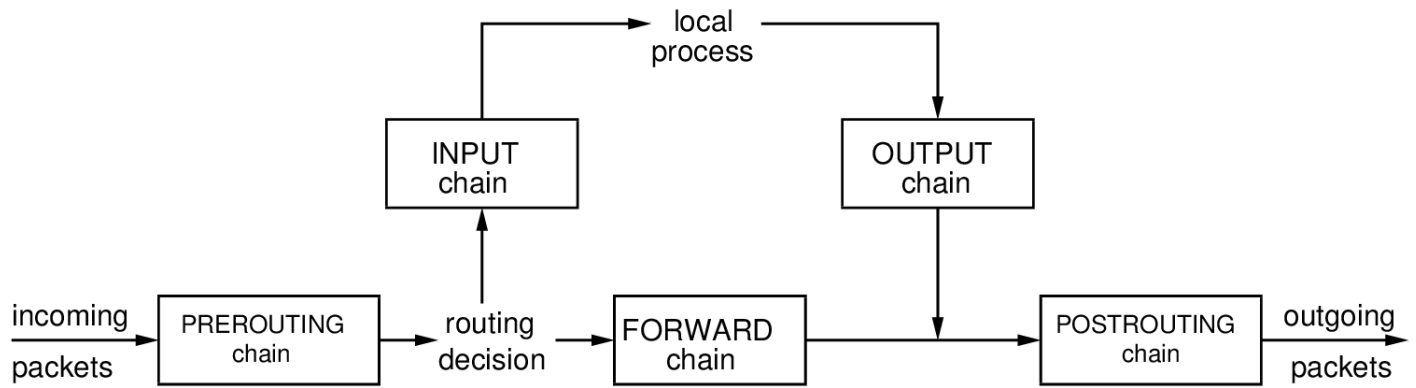 local
process
INPUT
chain
OUTPUT
chain
incoming
packets
PREROUTING
chain
routing
decision
FORWARD
chain
POSTROUTING
chain
outgoing
packets